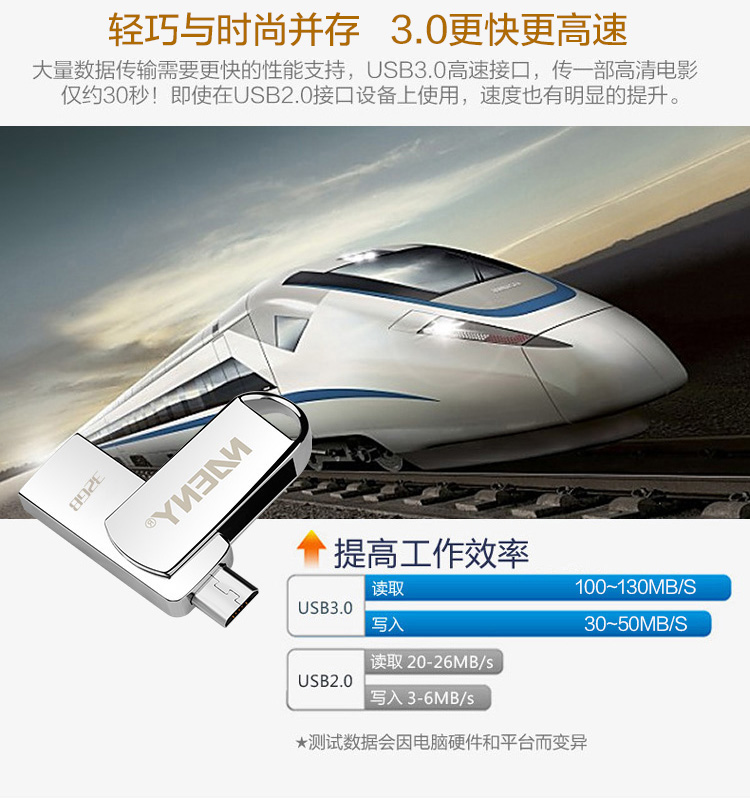 轻巧与时尚并存 3.0更快更高速
大量数据传输需要更快的性能支持，USB3.0高速接口，传一部高清电影
仅约30秒！即使在USB2.0接口设备上使用，速度也有明显的提升。
WAENY®
32GB
提高工作效率
USB3.0
读取 100~130MB/S
写入 30~50MB/S
USB2.0
读取 20-26MB/s
写入 3-6MB/s
★测试数据会因电脑硬件和平台而变异